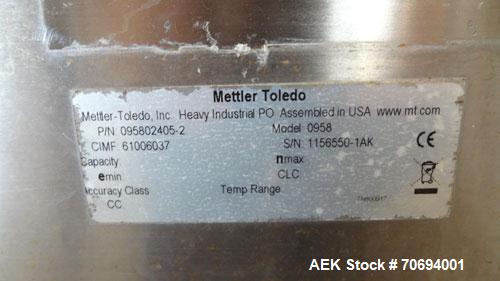 Mettler Toledo
Mettler-Toledo, Inc. Heavy Industrial PO Assembled in USA www.mt.com
P/N 095802405-2 Model 0958
CIMF 61006037 S/N 1156550-1AK CE
Capacity: nmax
emin: CLC
Accuracy Class Temp Range
CC
AEK Stock # 70694001